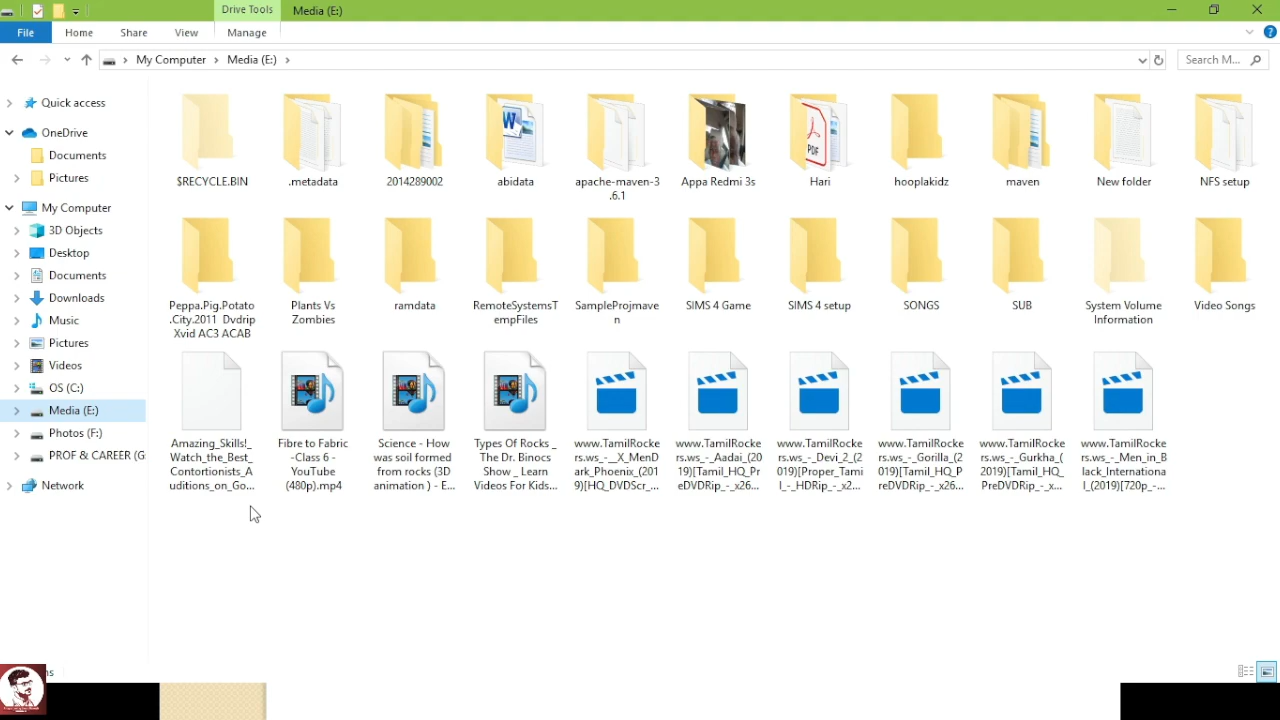 Drive Tools
Media (E:)
File
Home
Share
View
Manage
My Computer
Media (E:)
Search M...
Quick access
OneDrive
Documents
Pictures
My Computer
3D Objects
Desktop
Documents
Downloads
Music
Pictures
Videos
OS (C:)
Media (E:)
Photos (F:)
PROF & CAREER (G
Network
$RECYCLE.BIN
.metadata
2014289002
abidata
apache-maven-3
.6.1
Appa Redmi 3s
Hari
hooplakidz
maven
New folder
NFS setup
Peppa.Pig.Potato
.City.2011 Dvdrip
Xvid AC3 ACAB
Plants Vs
Zombies
ramdata
RemoteSystemsT
empFiles
SampleProjmave
n
SIMS 4 Game
SIMS 4 setup
SONGS
SUB
System Volume
Information
Video Songs
Amazing_Skills!_
Watch_the_Best_
Contortionists_A
uditions_on_Go...
Fibre to Fabric
-Class 6 -
YouTube
(480p).mp4
Science - How
was soil formed
from rocks (3D
animation ) - E...
Types Of Rocks _
The Dr. Binocs
Show _ Learn
Videos For Kids...
www.TamilRocke
rs.ws_-__X_MenD
ark_Phoenix_(201
9)[HQ_DVDScr_...
www.TamilRocke
rs.ws_-_Aadai_(20
19)[Tamil_HQ_Pr
eDVDRip_-_x26...
www.TamilRocke
rs.ws_-_Devi_2_(2
019)[Proper_Tami
l_-_HDRip_-_x2...
www.TamilRocke
rs.ws_-_Gorilla_(2
019)[Tamil_HQ_P
reDVDRip_-_x26...
www.TamilRocke
rs.ws_-_Gurkha_(
2019)[Tamil_HQ_
PreDVDRip_-_x...
www.TamilRocke
rs.ws_-_Men_in_B
lack_Internationa
l_(2019)[720p_-...